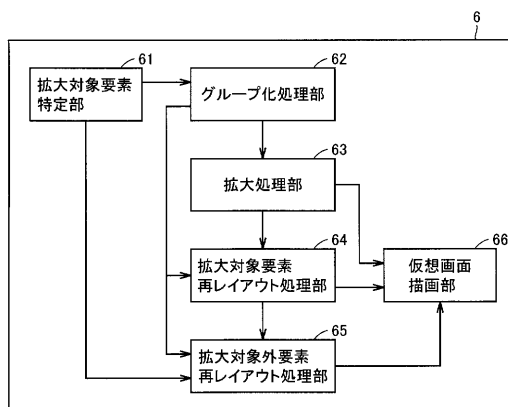 6
61
拡大対象要素
特定部
62
グループ化処理部
63
拡大処理部
64
拡大対象要素
再レイアウト処理部
66
仮想画面
描画部
65
拡大対象外要素
再レイアウト処理部